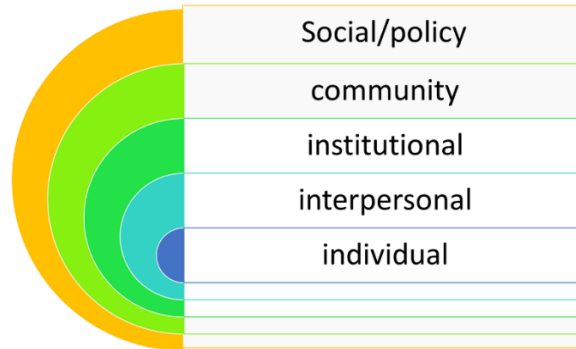 Social/policy
community
institutional
interpersonal
individual